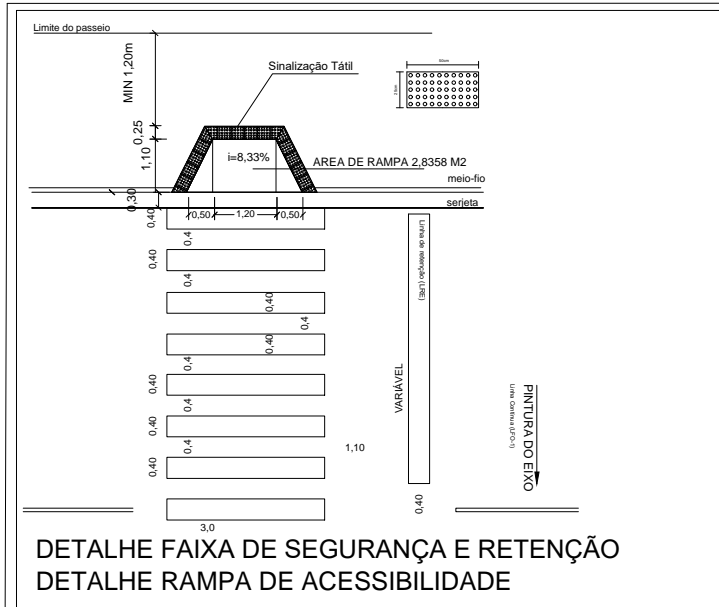 Limite do passeio
MIN 1,20m
Sinalização Tátil
50cm
25cm
0,25
1,10
i=8,33%
AREA DE RAMPA 2,8358 M2
meio-fio
0,30
serjeta
0,40
0,50
1,20
0,50
0,4
0,40
0,4
0,40
0,4
0,40
0,4
0,40
0,4
0,40
0,4
0,40
Linha de retenção (LRE)
VARIÁVEL
1,10
0,40
PINTURA DO EIXO
Linha Contínua (LFO-1)
3,0
DETALHE FAIXA DE SEGURANÇA E RETENÇÃO
DETALHE RAMPA DE ACESSIBILIDADE